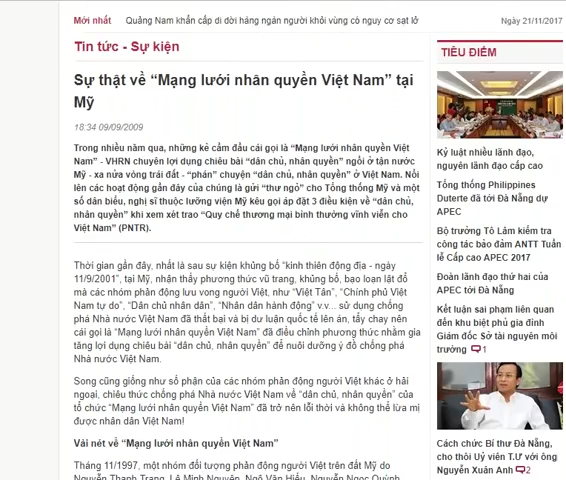 Mới nhất Quảng Nam khẩn cấp di dời hàng ngàn người khỏi vùng có nguy cơ sạt lở Ngày 21/11/2017
Tin tức - Sự kiện
Sự thật về “Mạng lưới nhân quyền Việt Nam” tại
Mỹ
18:34 09/09/2009
Trong nhiều năm qua, những kẻ cầm đầu cái gọi là “Mạng lưới nhân quyền Việt
Nam” - VHRN chuyên lợi dụng chiêu bài “dân chủ, nhân quyền” ngồi ở tận nước
Mỹ - xa nửa vòng trái đất - “phán” chuyện “dân chủ, nhân quyền” ở Việt Nam. Nổi
lên các hoạt động gần đây của chúng là gửi “thư ngỏ” cho Tổng thống Mỹ và một
số dân biểu, nghị sĩ thuộc lưỡng viện Mỹ kêu gọi áp đặt 3 điều kiện về “dân chủ,
nhân quyền” khi xem xét trao “Quy chế thương mại bình thường vĩnh viễn cho
Việt Nam” (PNTR).
Thời gian gần đây, nhất là sau sự kiện khủng bố “kinh thiên động địa - ngày
11/9/2001”, tại Mỹ, nhận thấy phương thức vũ trang, khủng bố, bạo loạn lật đổ
mà các nhóm phản động lưu vong người Việt, như “Việt Tân”, “Chính phủ Việt
Nam tự do”, “Dân chủ nhân dân”, “Nhân dân hành động” v.v... sử dụng chống
phá Nhà nước Việt Nam đã thất bại và bị dư luận quốc tế lên án, tẩy chay nên
cái gọi là “Mạng lưới nhân quyền Việt Nam” đã điều chỉnh phương thức nhằm gia
tăng lợi dụng chiêu bài “dân chủ, nhân quyền” để nuôi dưỡng ý đồ chống phá
Nhà nước Việt Nam.
Song cũng giống như số phận của các nhóm phản động người Việt khác ở hải
ngoại, chiêu thức chống phá Nhà nước Việt Nam về “dân chủ, nhân quyền” của
tổ chức “Mạng lưới nhân quyền Việt Nam” đã trở nên lỗi thời và không thể lừa mị
được nhân dân Việt Nam!
Vài nét về “Mạng lưới nhân quyền Việt Nam”
Tháng 11/1997, một nhóm đối tượng phản động người Việt trên đất Mỹ do
Nguyễn Thanh Trang, Lê Minh Nguyên, Ngô Văn Hiếu, Nguyễn Ngọc Quỳnh
TIÊU ĐIỂM
Kỷ luật nhiều lãnh đạo,
nguyên lãnh đạo cấp cao
Tổng thống Philippines
Duterte đã tới Đà Nẵng dự
APEC
Bộ trưởng Tô Lâm kiểm tra
công tác bảo đảm ANTT Tuần
lễ Cấp cao APEC 2017
Đoàn lãnh đạo thứ hai của
APEC tới Đà Nẵng
Kết luận sai phạm liên quan
đến khu biệt phủ gia đình
Giám đốc Sở tài nguyên môi
trường 1
Cách chức Bí thư Đà Nẵng,
cho thôi Uỷ viên T.Ư với ông
Nguyễn Xuân Anh 2